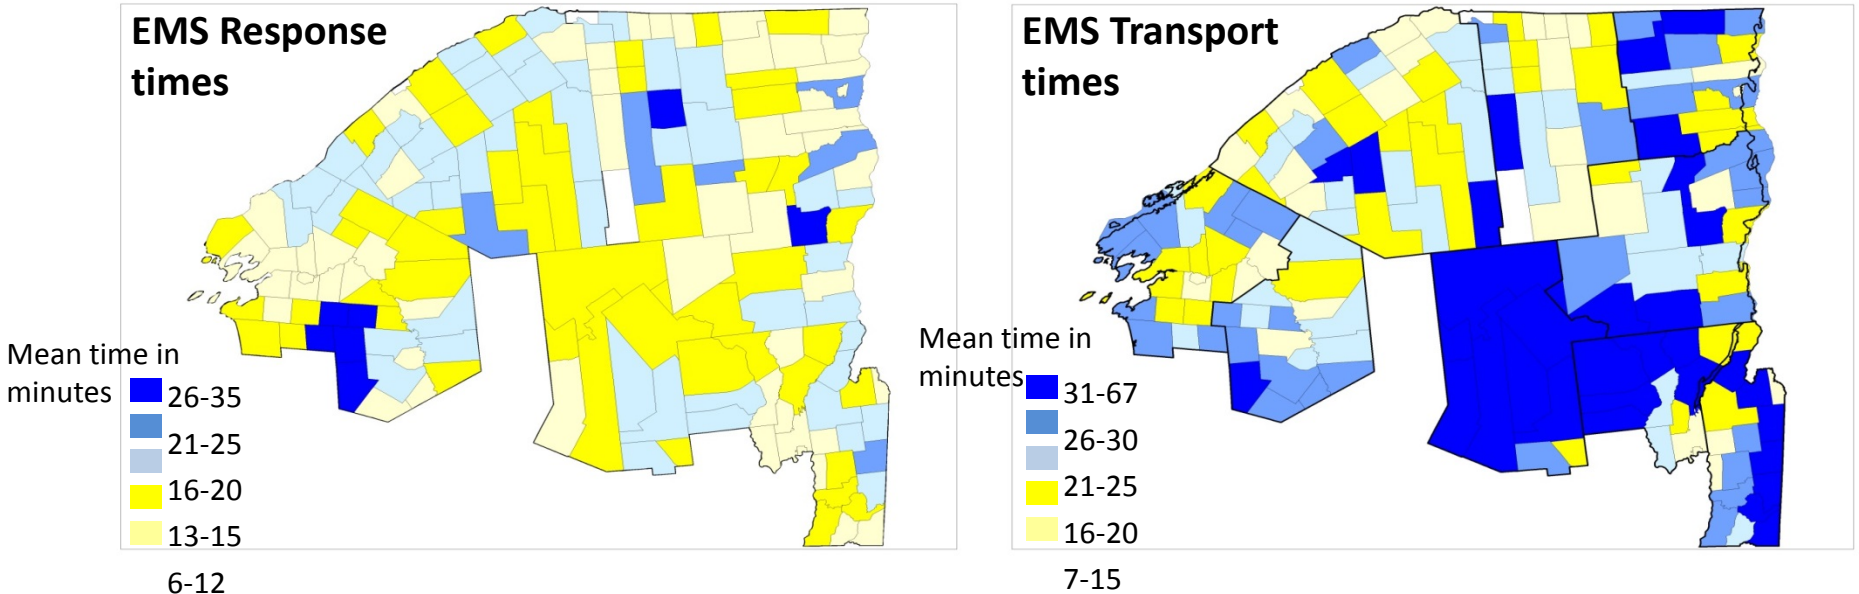 EMS Response
times
Mean time in
minutes
26-35
21-25
16-20
13-15
6-12
EMS Transport
times
Mean time in
minutes
31-67
26-30
21-25
16-20
7-15